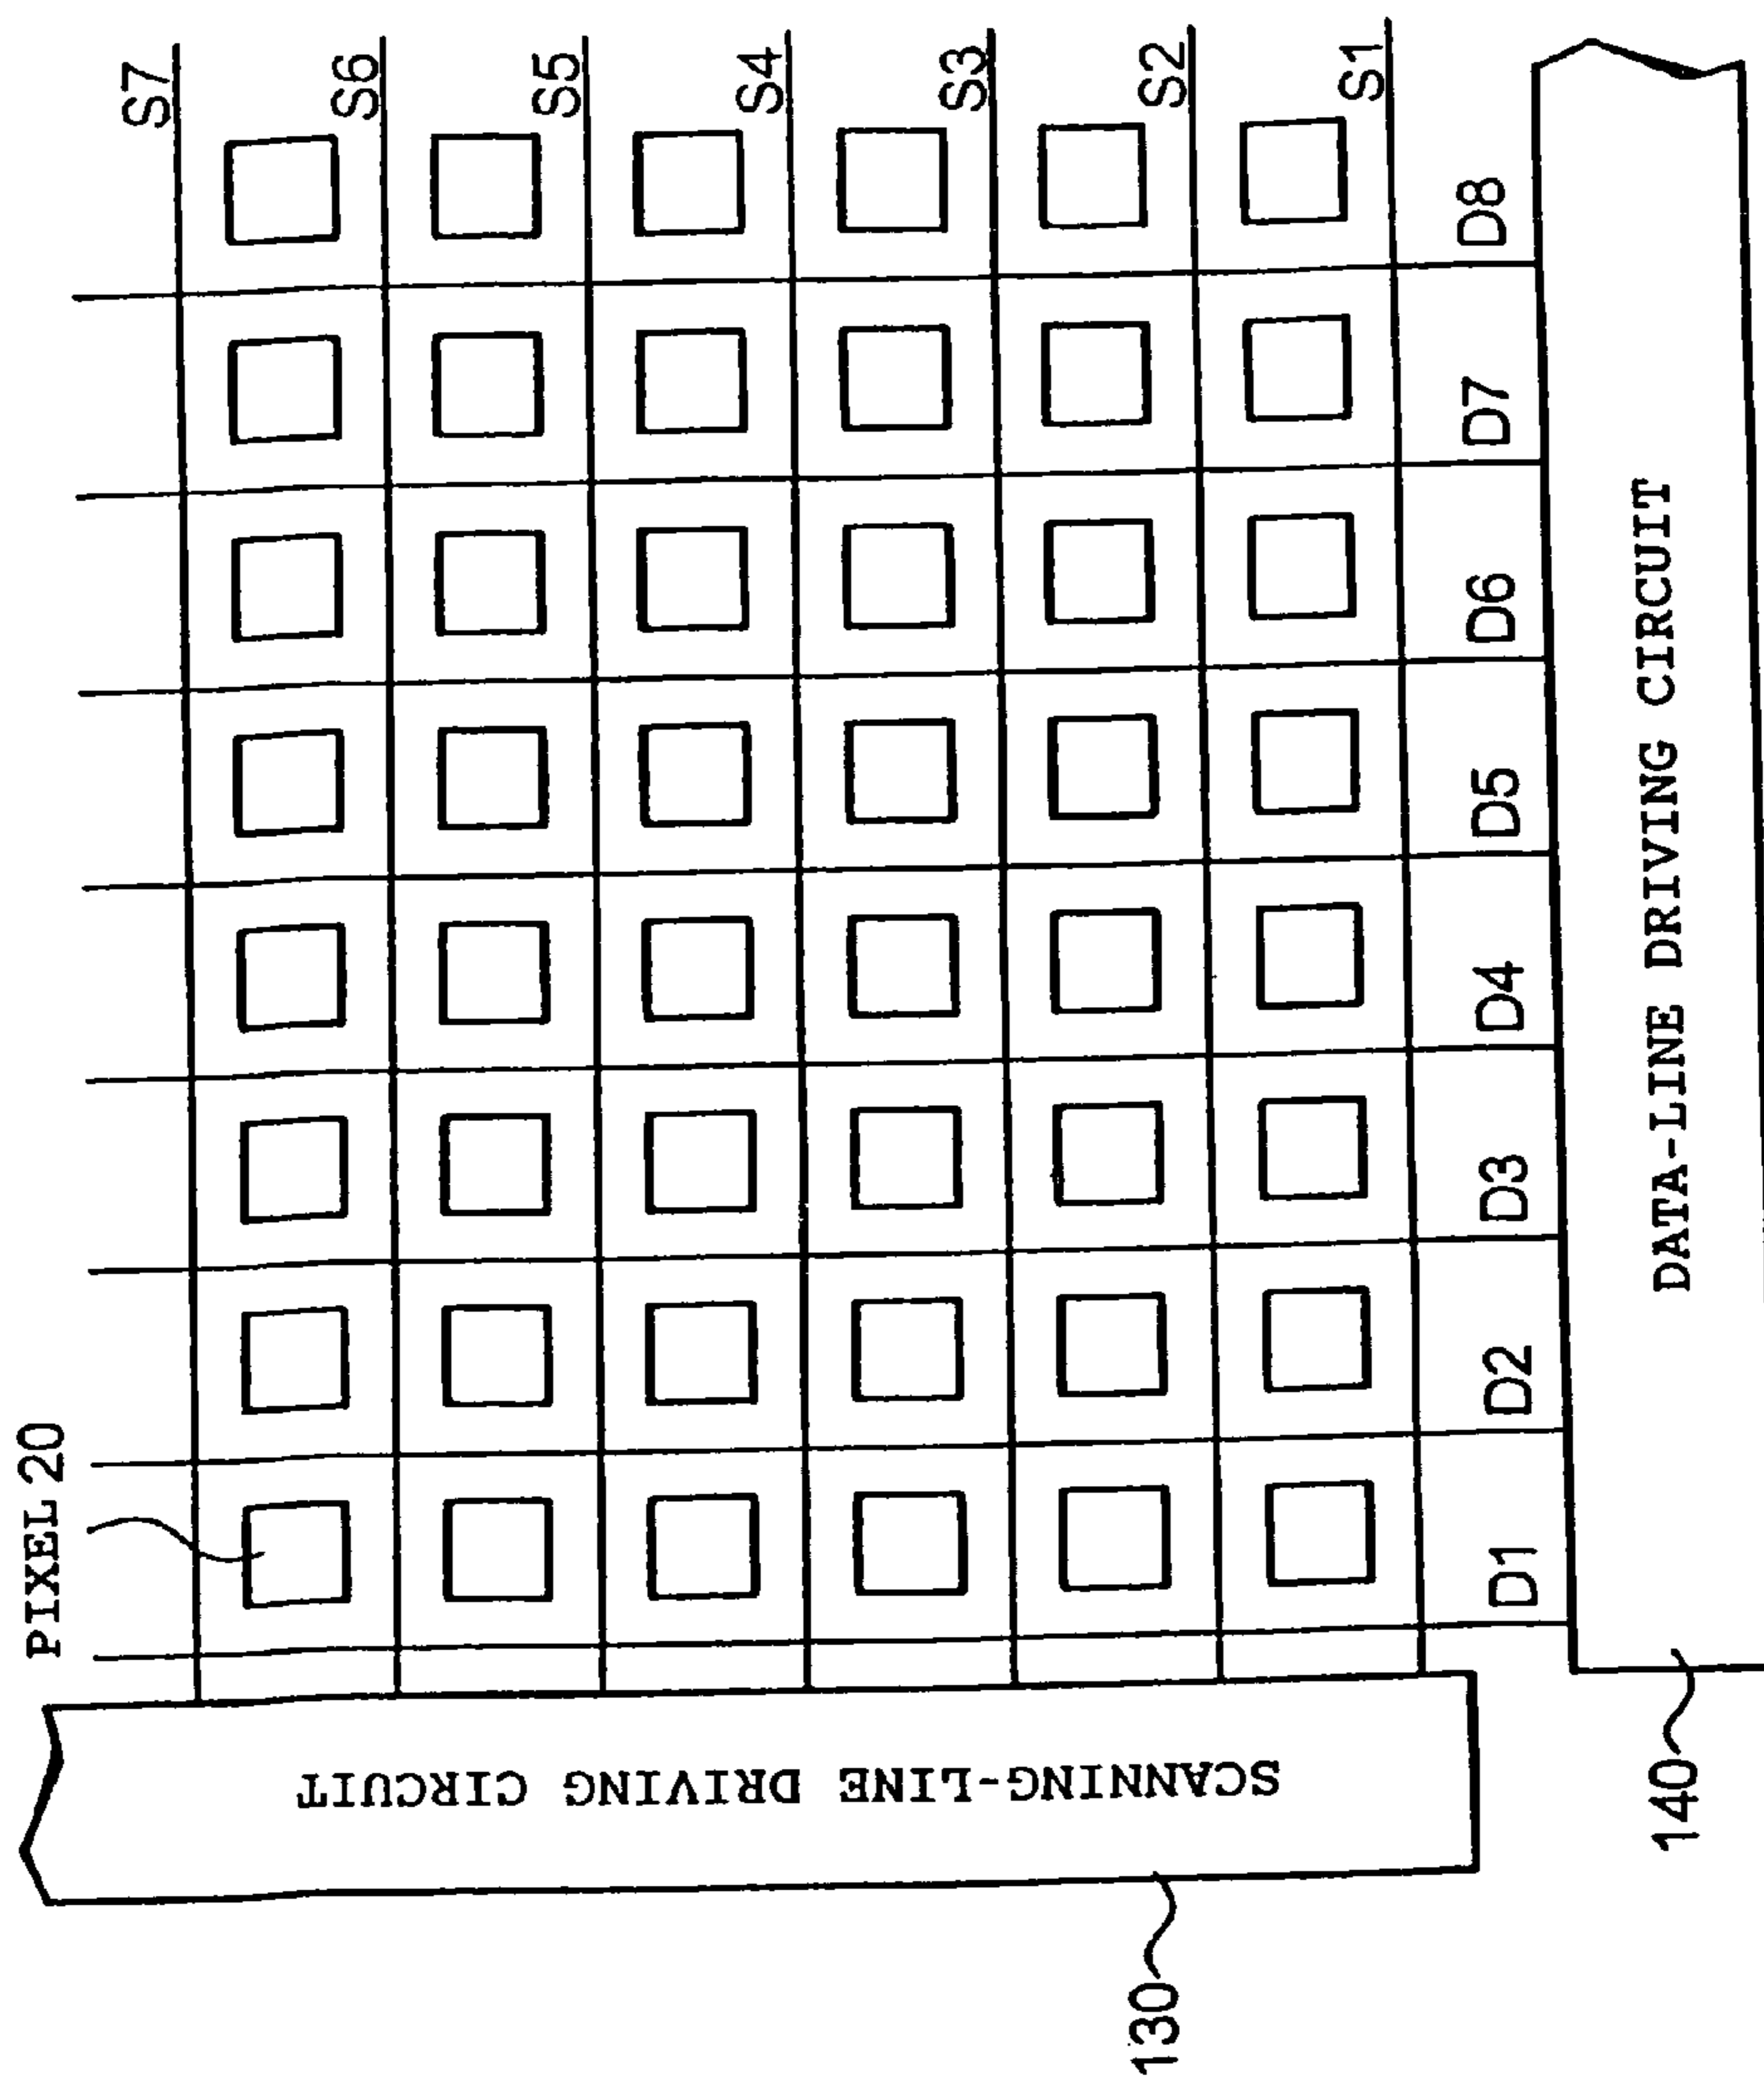 PIXEL 20
S7
S6
S5
S4
S3
S2
S1
D1
D2
D3
D4
D5
D6
D7
D8
SCANNING-LINE DRIVING CIRCUIT
130
DATA-LINE DRIVING CIRCUIT
140